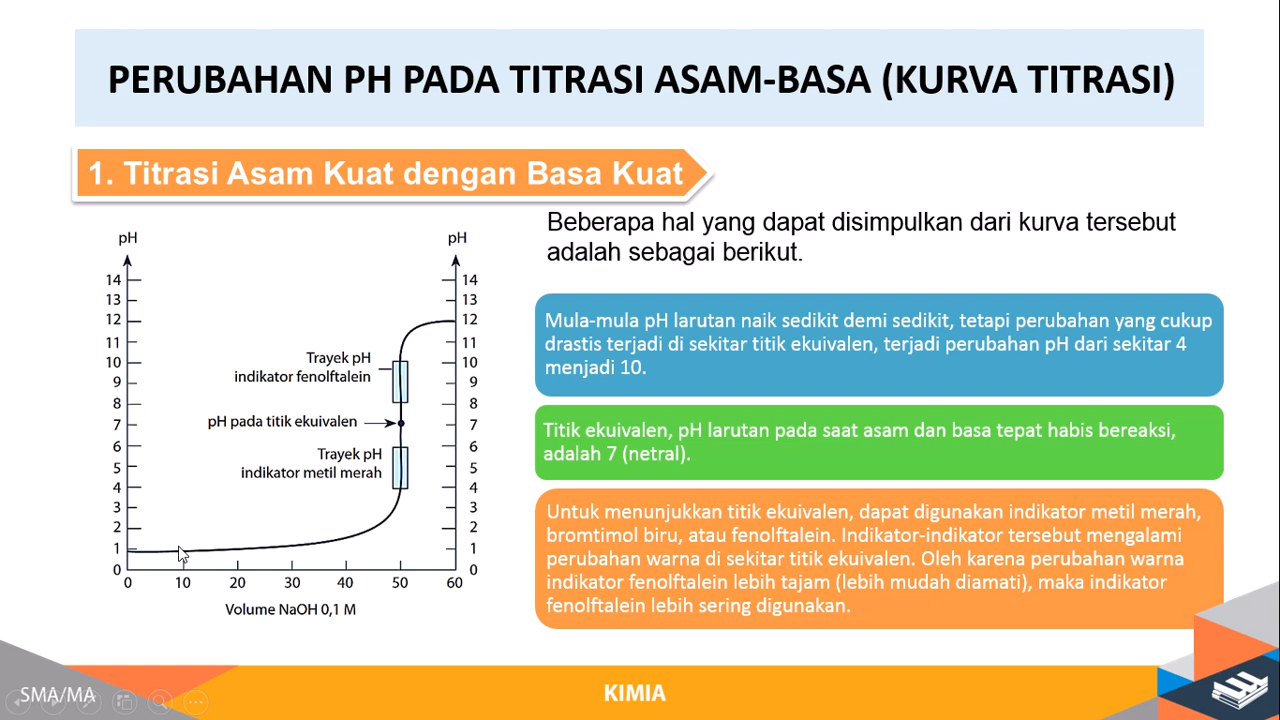 PERUBAHAN PH PADA TITRASI ASAM-BASA (KURVA TITRASI)
1. Titrasi Asam Kuat dengan Basa Kuat
Beberapa hal yang dapat disimpulkan dari kurva tersebut
adalah sebagai berikut.
pH
pH
14
14
13
13
12
12
11
11
10
10
9
9
8
8
7
7
6
6
5
5
4
4
3
3
2
2
1
1
0
0
Trayek pH
indikator fenolftalein
pH pada titik ekuivalen
Trayek pH
indikator metil merah
0 10 20 30 40 50 60
Volume NaOH 0,1 M
Mula-mula pH larutan naik sedikit demi sedikit, tetapi perubahan yang cukup
drastis terjadi di sekitar titik ekuivalen, terjadi perubahan pH dari sekitar 4
menjadi 10.
Titik ekuivalen, pH larutan pada saat asam dan basa tepat habis bereaksi,
adalah 7 (netral).
Untuk menunjukkan titik ekuivalen, dapat digunakan indikator metil merah,
bromtimol biru, atau fenolftalein. Indikator-indikator tersebut mengalami
perubahan warna di sekitar titik ekuivalen. Oleh karena perubahan warna
indikator fenolftalein lebih tajam (lebih mudah diamati), maka indikator
fenolftalein lebih sering digunakan.
SMA/MA
KIMIA